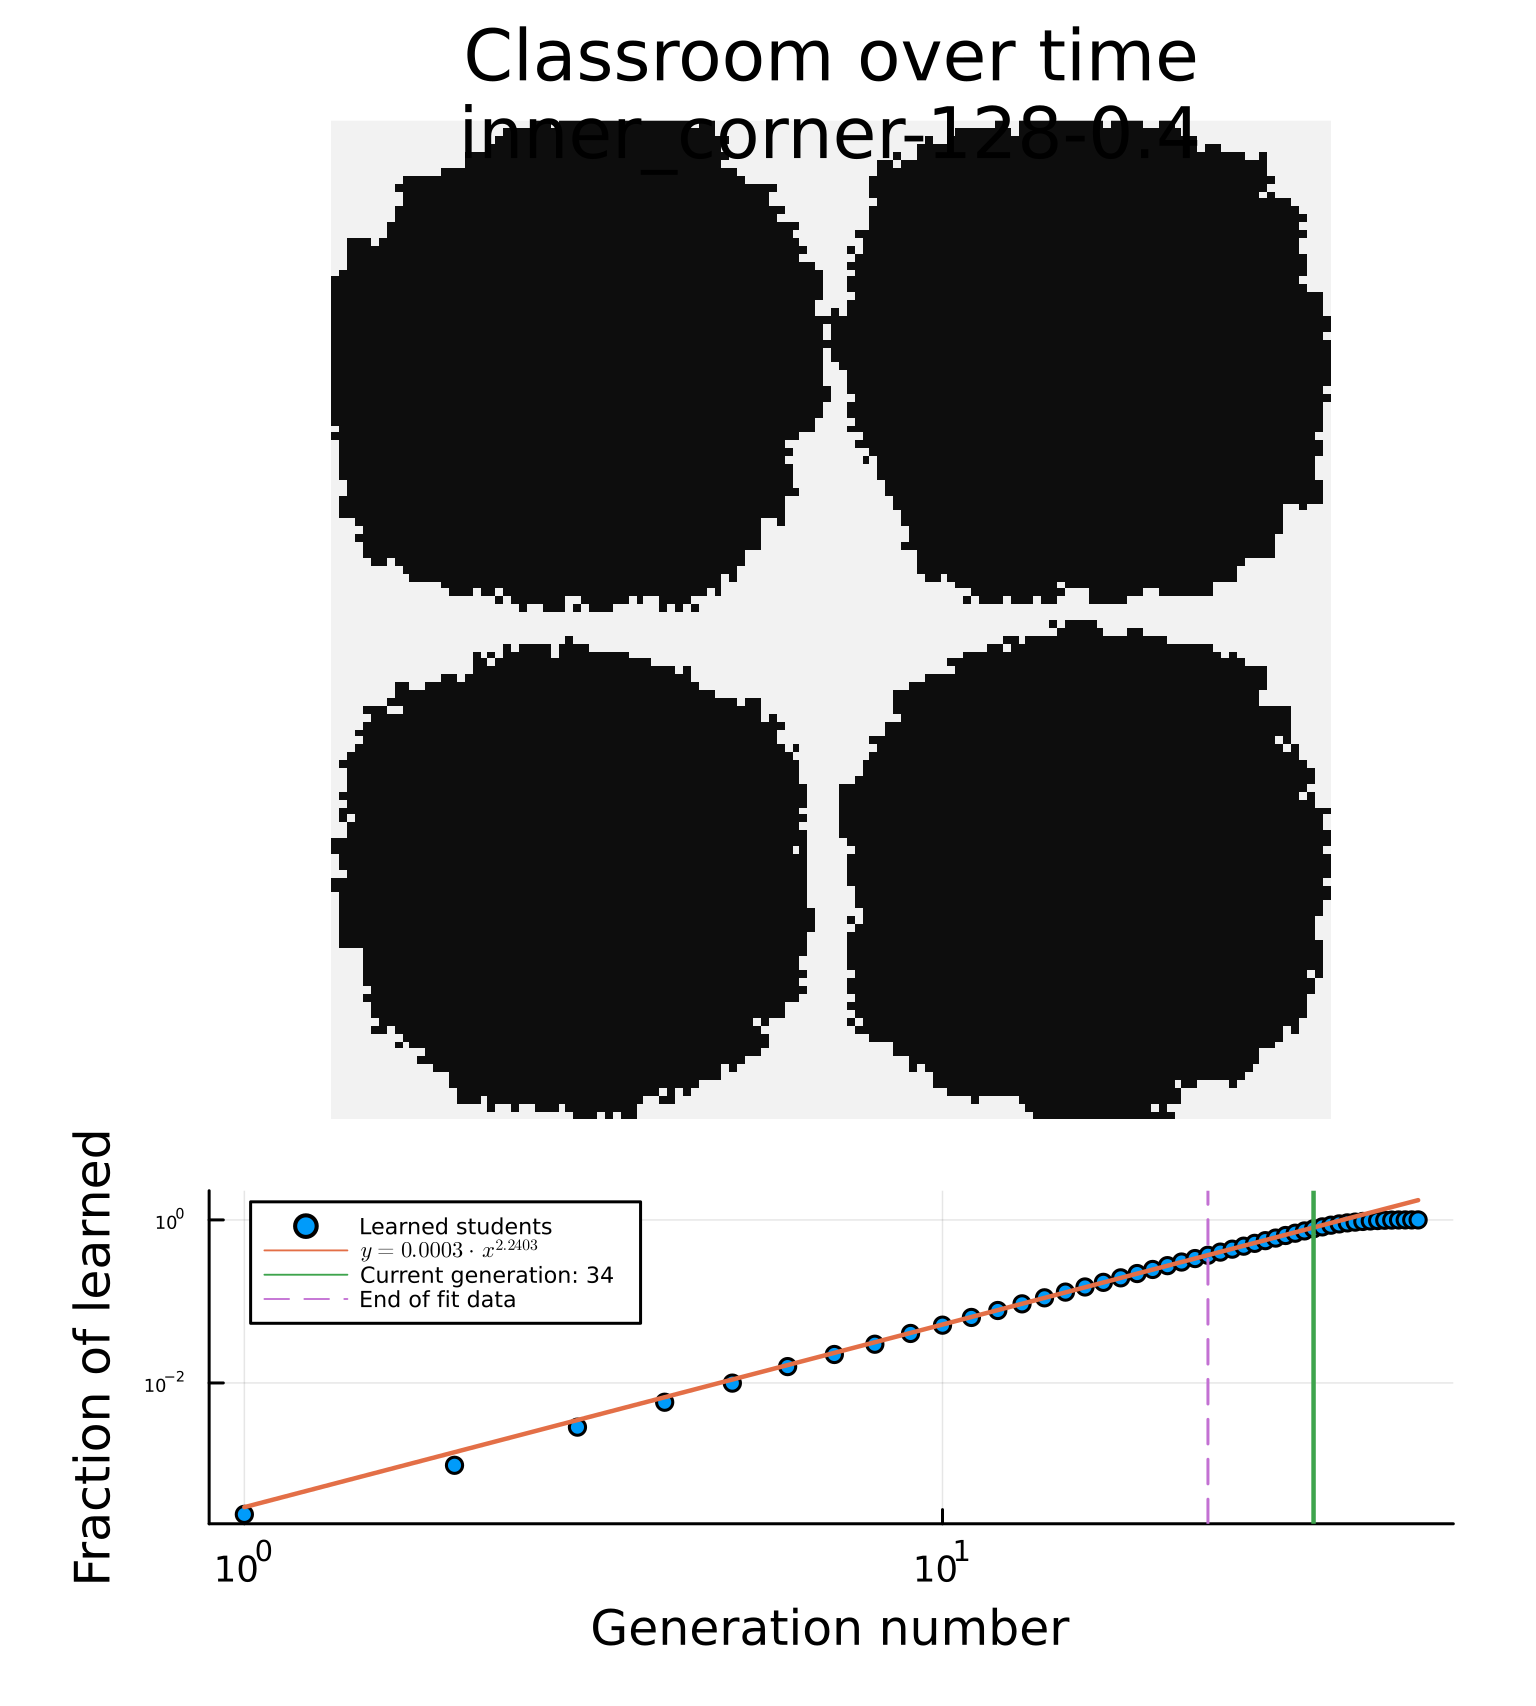 Classroom over time
inner_corner-128-0.4
Fraction of learned
10^0
10^-2
Learned students
y = 0.0003 · x^2.2403
Current generation: 34
End of fit data
10^0
10^1
Generation number